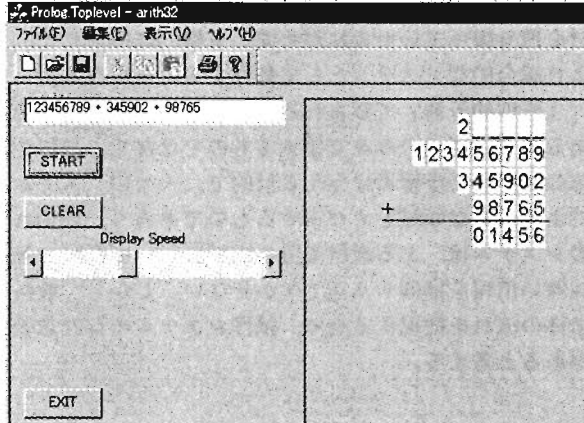 Prolog.Toplevel - arith32
ファイル(F) 編集(E) 表示(V) ヘルプ(H)
123456789 + 345902 + 98765
START
CLEAR
Display Speed
EXIT
2
123456789
345902
+ 98765
01456